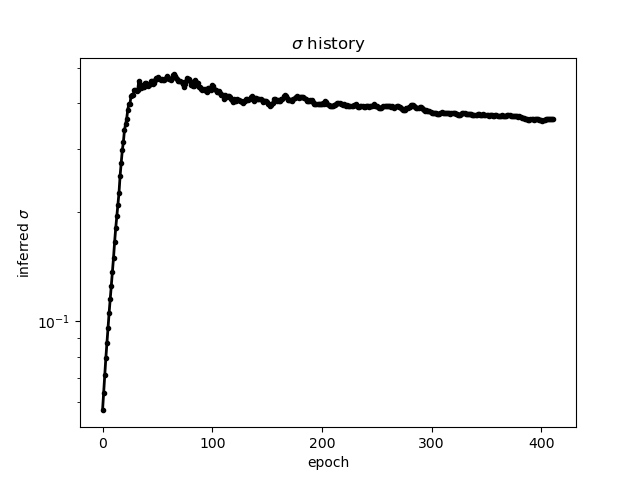 σ history
inferred σ
10⁻¹
0 100 200 300 400
epoch